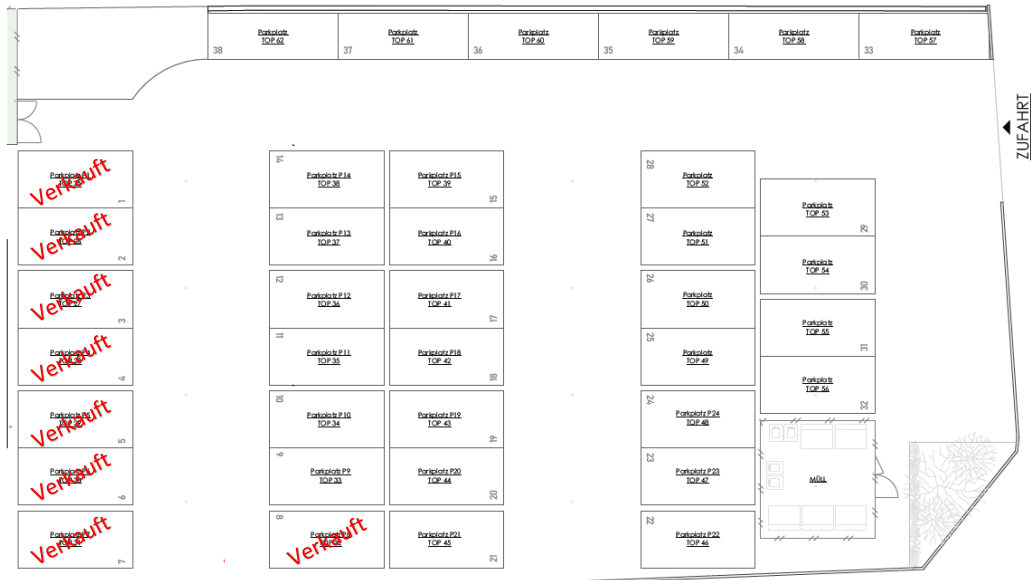 Parkplatz
TOP 62
38
Parkplatz
TOP 61
37
Parkplatz
TOP 60
36
Parkplatz
TOP 59
35
Parkplatz
TOP 58
34
Parkplatz
TOP 57
33
ZUFAHRT
Verkauft
1
Verkauft
2
Verkauft
3
Verkauft
4
Verkauft
5
Verkauft
6
Verkauft
7
14
Parkplatz P14
TOP 38
13
Parkplatz P13
TOP 37
12
Parkplatz P12
TOP 36
11
Parkplatz P11
TOP 35
10
Parkplatz P10
TOP 34
9
Parkplatz P9
TOP 33
8
Verkauft
Parkplatz P15
TOP 39
15
Parkplatz P16
TOP 40
16
Parkplatz P17
TOP 41
17
Parkplatz P18
TOP 42
18
Parkplatz P19
TOP 43
19
Parkplatz P20
TOP 44
20
Parkplatz P21
TOP 45
21
28
Parkplatz
TOP 52
27
Parkplatz
TOP 51
26
Parkplatz
TOP 50
25
Parkplatz
TOP 49
24
Parkplatz P24
TOP 48
23
Parkplatz P23
TOP 47
22
Parkplatz P22
TOP 46
Parkplatz
TOP 53
29
Parkplatz
TOP 54
30
Parkplatz
TOP 55
31
Parkplatz
TOP 56
32
MÜLL